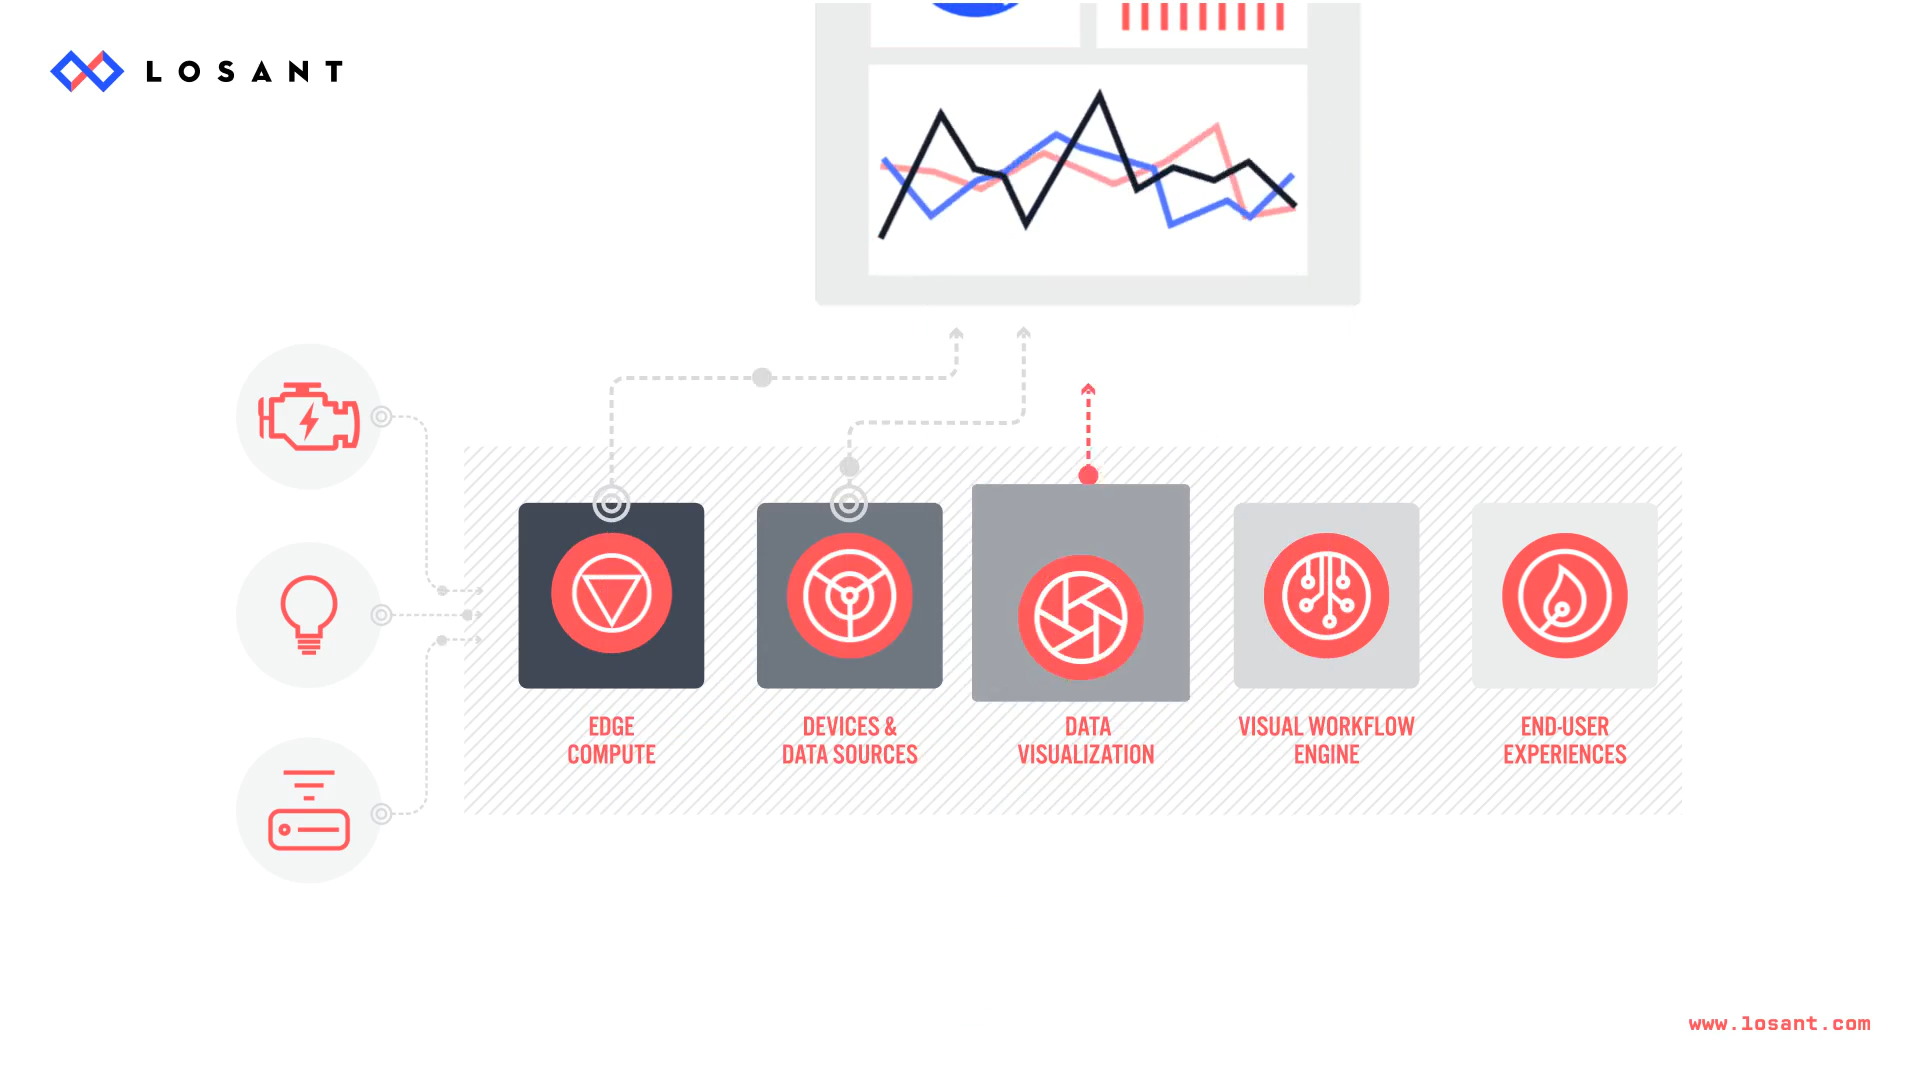 LOSANT
EDGE
COMPUTE
DEVICES &
DATA SOURCES
DATA
VISUALIZATION
VISUAL WORKFLOW
ENGINE
END-USER
EXPERIENCES
www.losant.com